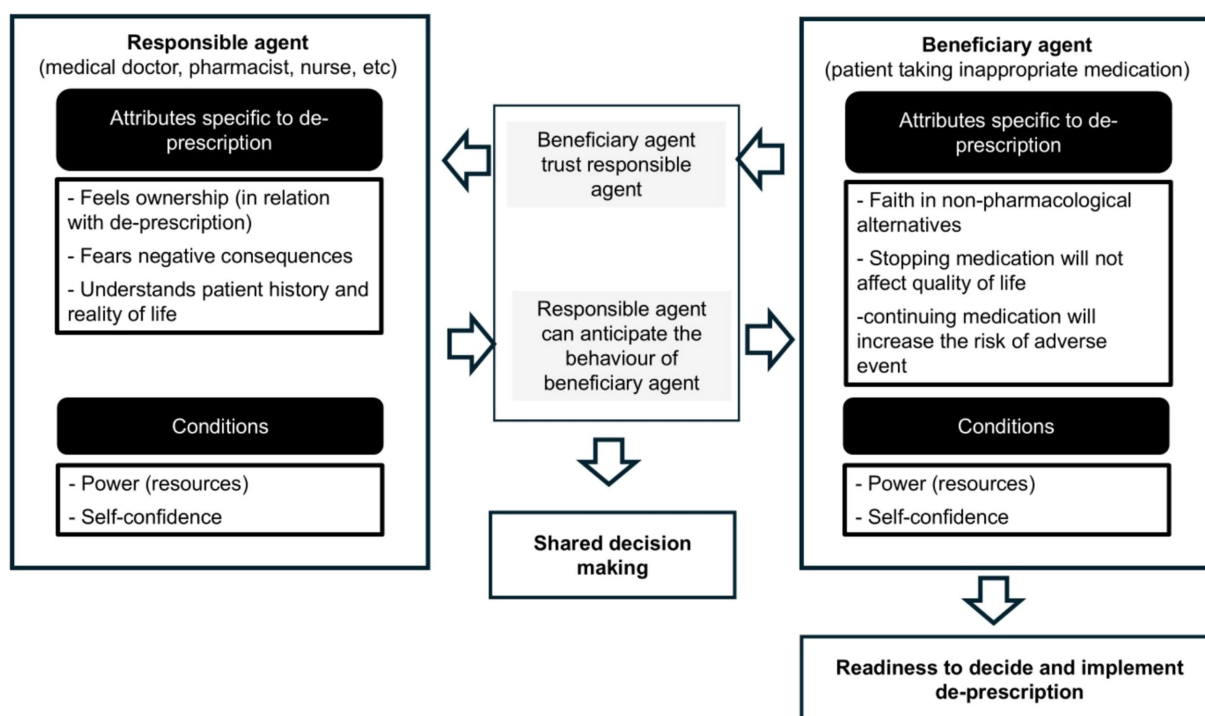 Responsible agent
(medical doctor, pharmacist, nurse, etc)
Attributes specific to de-
prescription
- Feels ownership (in relation
with de-prescription)
- Fears negative consequences
- Understands patient history and
reality of life
Conditions
- Power (resources)
- Self-confidence
Beneficiary agent
trust responsible
agent
Responsible agent
can anticipate the
behaviour of
beneficiary agent
Shared decision
making
Beneficiary agent
(patient taking inappropriate medication)
Attributes specific to de-
prescription
- Faith in non-pharmacological
alternatives
- Stopping medication will not
affect quality of life
-continuing medication will
increase the risk of adverse
event
Conditions
- Power (resources)
- Self-confidence
Readiness to decide and implement
de-prescription